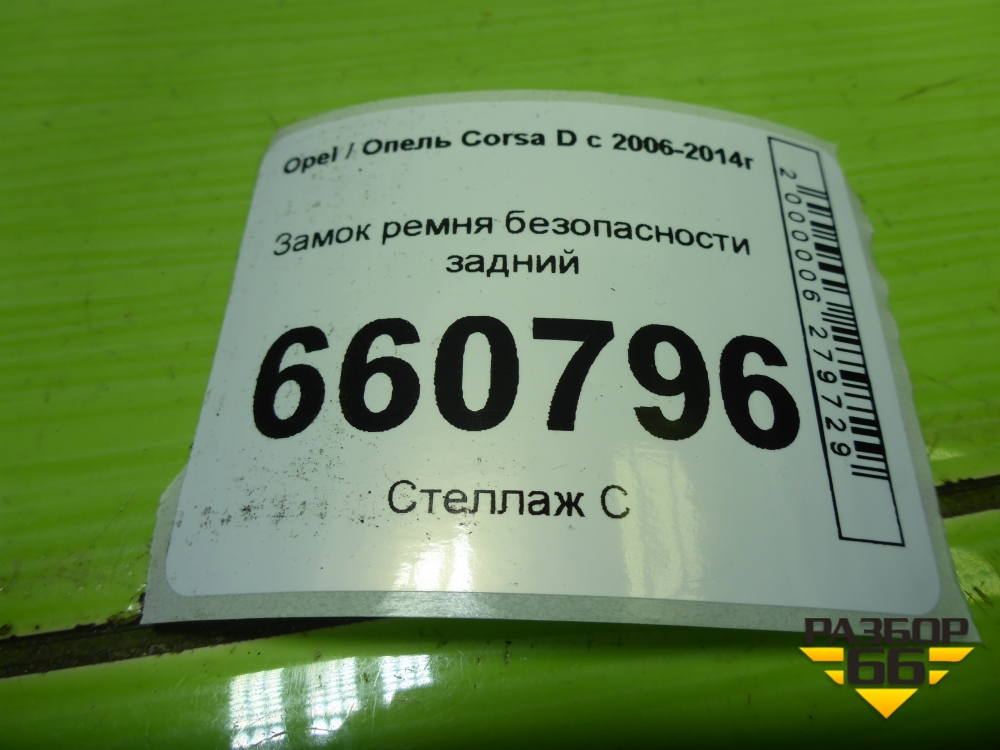 Opel / Опель Corsa D с 2006-2014г
Замок ремня безопасности
задний
660796
Стеллаж С
2000006279729
РАЗБОР
66